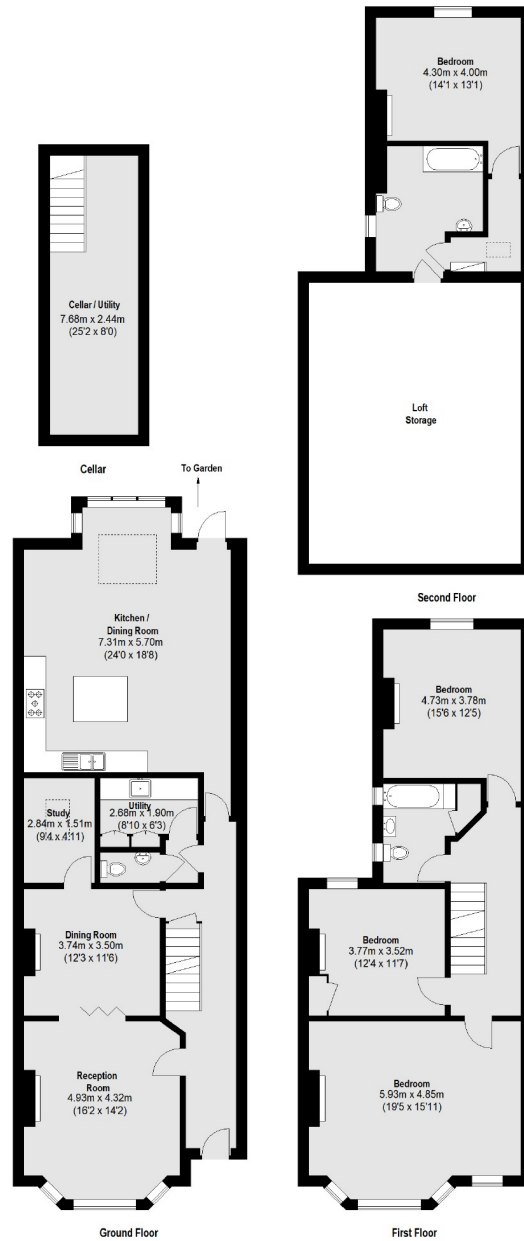 Bedroom
4.30m x 4.00m
(14'1 x 13'1)
Cellar / Utility
7.68m x 2.44m
(25'2 x 8'0)
Loft
Storage
Cellar
To Garden
Second Floor
Kitchen /
Dining Room
7.31m x 5.70m
(24'0 x 18'8)
Bedroom
4.73m x 3.78m
(15'6 x 12'5)
Study
2.84m x 1.51m
(9'4 x 4'11)
Utility
2.68m x 1.90m
(8'10 x 6'3)
Dining Room
3.74m x 3.50m
(12'3 x 11'6)
Bedroom
3.77m x 3.52m
(12'4 x 11'7)
Reception
Room
4.93m x 4.32m
(16'2 x 14'2)
Bedroom
5.93m x 4.85m
(19'5 x 15'11)
Ground Floor
First Floor